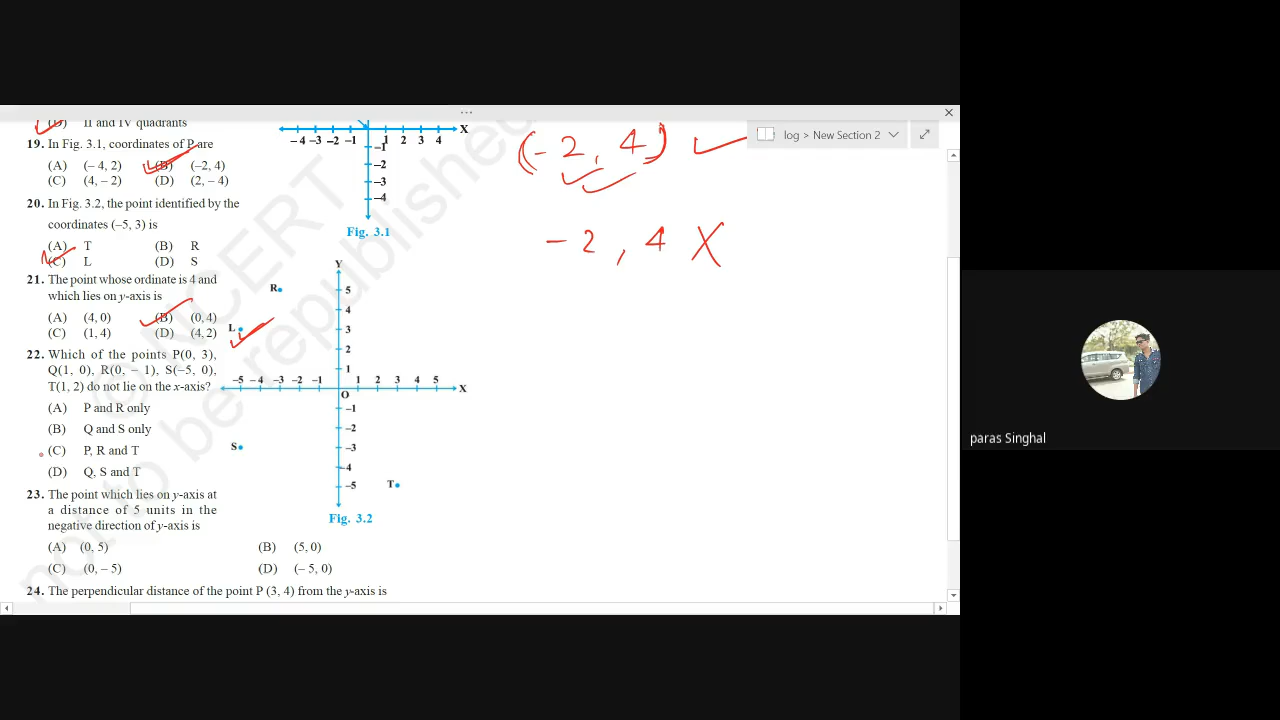 (D) II and IV quadrants
19. In Fig. 3.1, coordinates of P are
(A) (– 4, 2) (B) (–2, 4)
(C) (4, – 2) (D) (2, – 4)
20. In Fig. 3.2, the point identified by the
coordinates (–5, 3) is
(A) T (B) R
(C) L (D) S
21. The point whose ordinate is 4 and
which lies on y-axis is
(A) (4, 0) (B) (0, 4)
(C) (1, 4) (D) (4, 2)
22. Which of the points P(0, 3),
Q(1, 0), R(0, – 1), S(–5, 0),
T(1, 2) do not lie on the x-axis?
(A) P and R only
(B) Q and S only
(C) P, R and T
(D) Q, S and T
23. The point which lies on y-axis at
a distance of 5 units in the
negative direction of y-axis is
(A) (0, 5) (B) (5, 0)
(C) (0, – 5) (D) (– 5, 0)
24. The perpendicular distance of the point P (3, 4) from the y-axis is
X
–4 –3 –2 –1 1 2 3 4
–1
–2
–3
–4
Fig. 3.1
Y
R
5
4
L
3
2
1
–5 –4 –3 –2 –1 1 2 3 4 5 X
O
–1
–2
S –3
–4
T –5
Fig. 3.2
© NCERT
not to be republished
(-2, 4)
-2, 4 X
log > New Section 2
paras Singhal